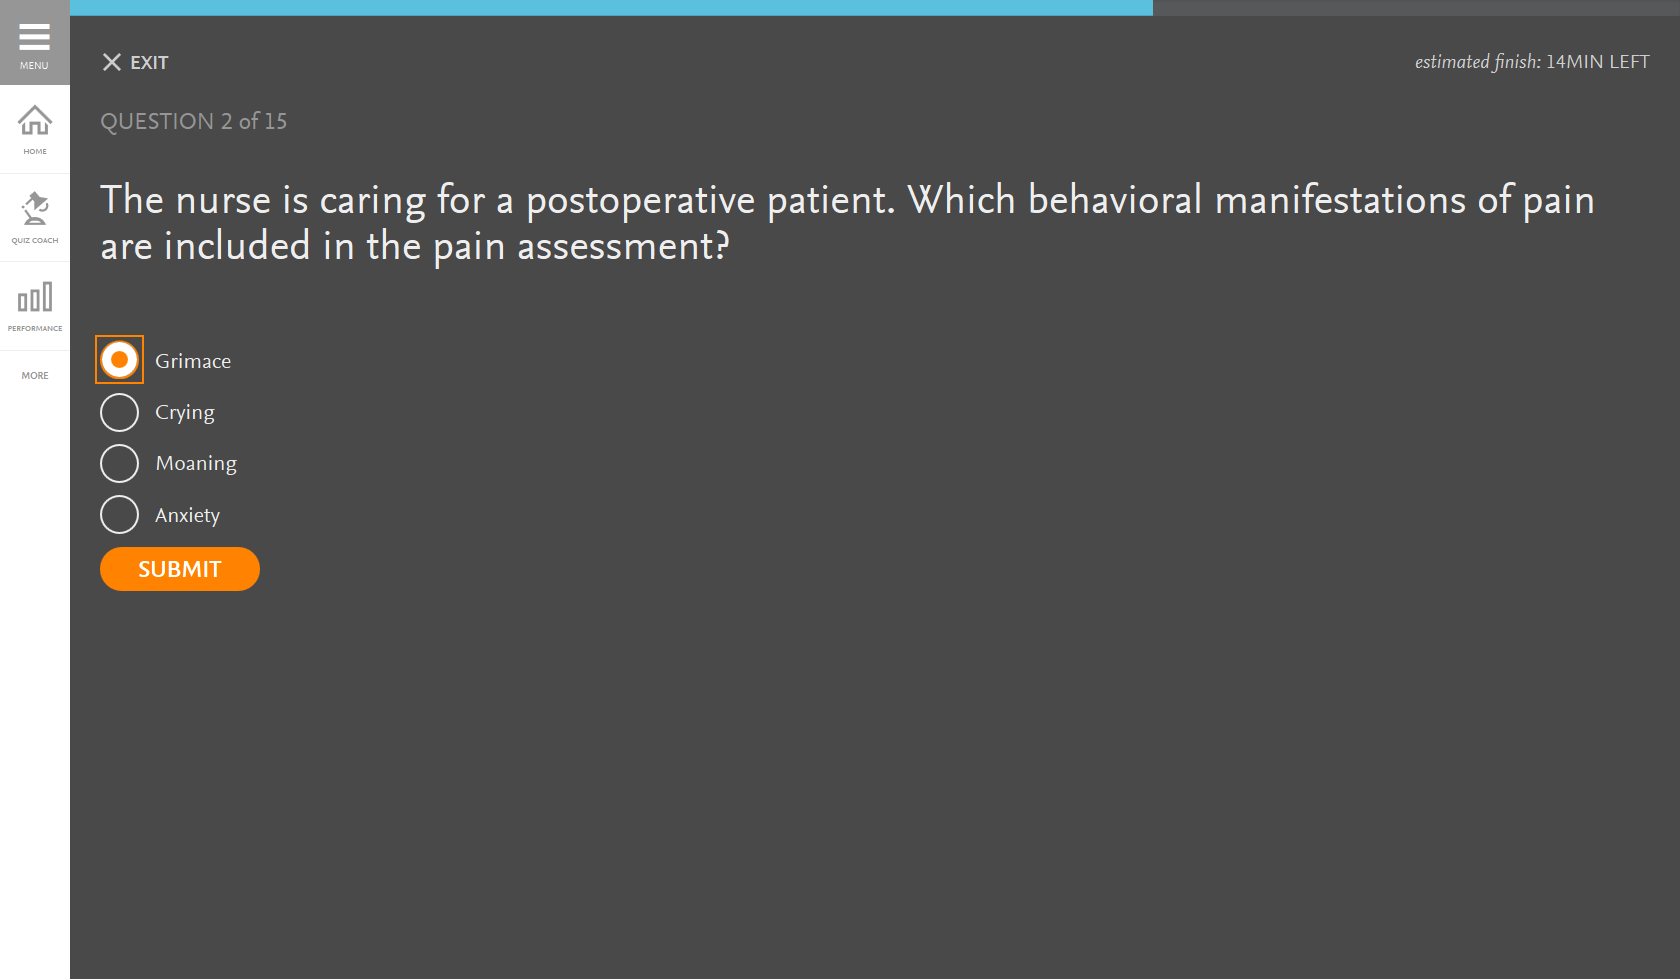 MENU
HOME
QUIZ COACH
PERFORMANCE
MORE
EXIT
estimated finish: 14MIN LEFT
QUESTION 2 of 15
The nurse is caring for a postoperative patient. Which behavioral manifestations of pain
are included in the pain assessment?
Grimace
Crying
Moaning
Anxiety
SUBMIT